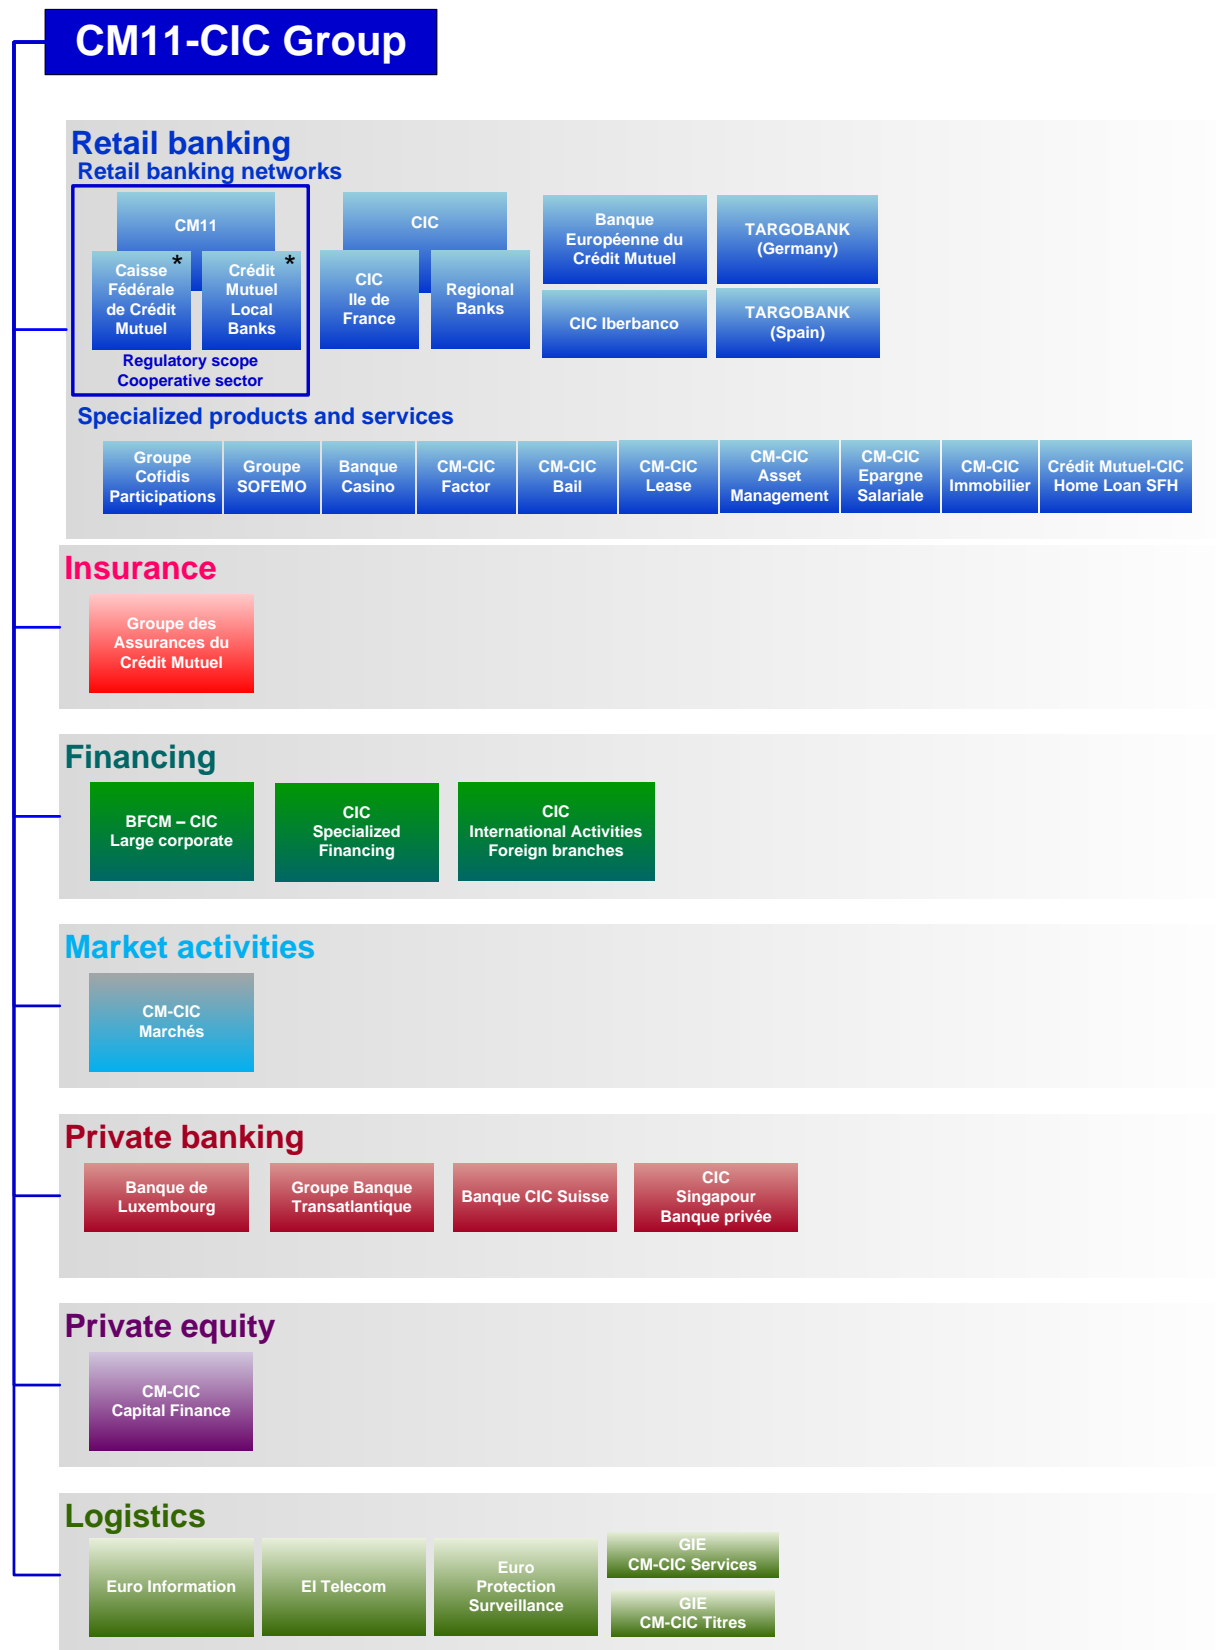 CM11-CIC Group
Retail banking
Retail banking networks
CM11
Caisse *
Fédérale
de Crédit
Mutuel
Crédit *
Mutuel
Local
Banks
Regulatory scope
Cooperative sector
CIC
CIC
Ile de
France
Regional
Banks
Banque
Européenne du
Crédit Mutuel
TARGOBANK
(Germany)
CIC Iberbanco
TARGOBANK
(Spain)
Specialized products and services
Groupe
Cofidis
Participations
Groupe
SOFEMO
Banque
Casino
CM-CIC
Factor
CM-CIC
Bail
CM-CIC
Lease
CM-CIC
Asset
Management
CM-CIC
Epargne
Salariale
CM-CIC
Immobilier
Crédit Mutuel-CIC
Home Loan SFH
Insurance
Groupe des
Assurances du
Crédit Mutuel
Financing
BFCM – CIC
Large corporate
CIC
Specialized
Financing
CIC
International Activities
Foreign branches
Market activities
CM-CIC
Marchés
Private banking
Banque de
Luxembourg
Groupe Banque
Transatlantique
Banque CIC Suisse
CIC
Singapour
Banque privée
Private equity
CM-CIC
Capital Finance
Logistics
Euro Information
EI Telecom
Euro
Protection
Surveillance
GIE
CM-CIC Services
GIE
CM-CIC Titres